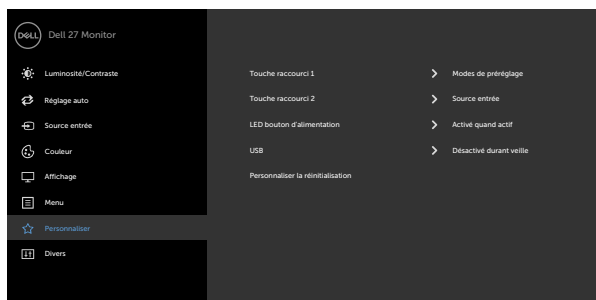 DELL Dell 27 Monitor
Luminosité/Contraste
Réglage auto
Source entrée
Couleur
Affichage
Menu
Personnaliser
Divers
Touche raccourci 1 Modes de préréglage
Touche raccourci 2 Source entrée
LED bouton d'alimentation Activé quand actif
USB Désactivé durant veille
Personnaliser la réinitialisation